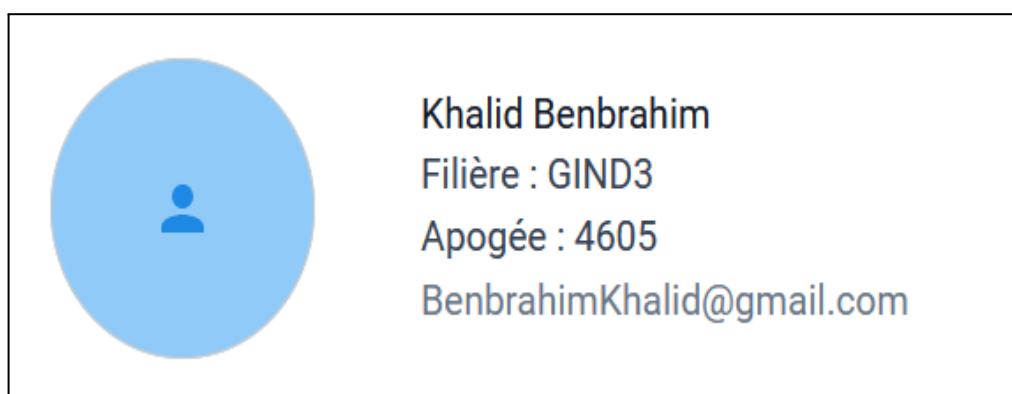 Khalid Benbrahim
Filière : GIND3
Apogée : 4605
BenbrahimKhalid@gmail.com